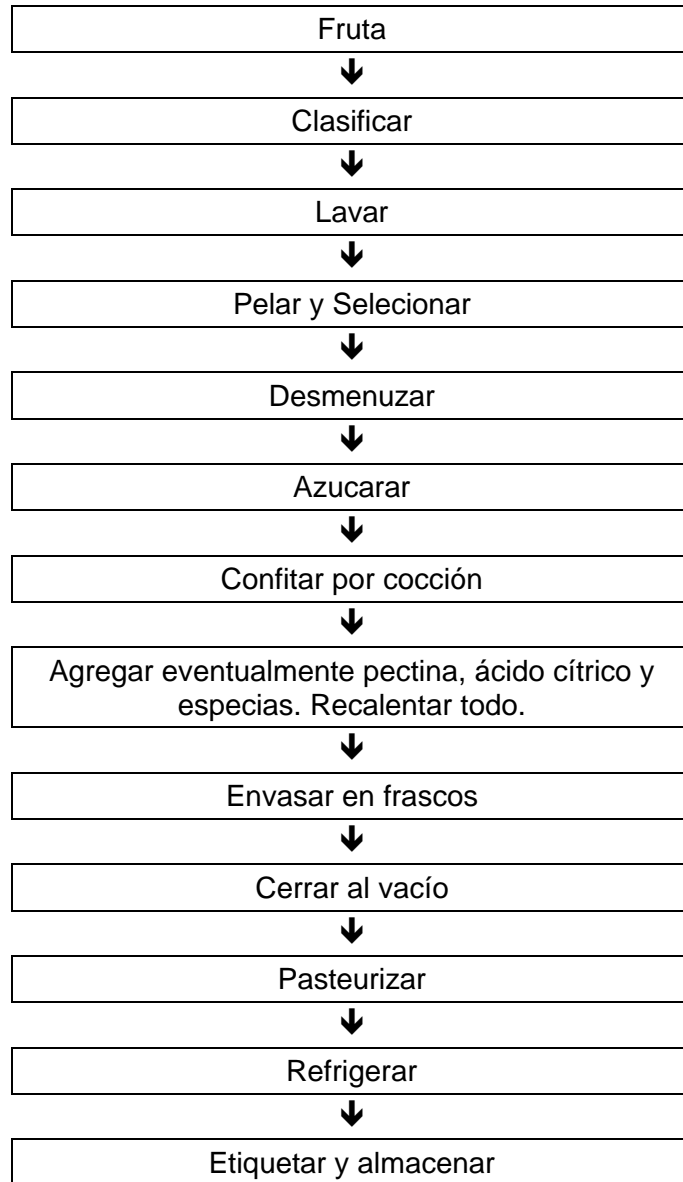 Fruta
Clasificar
Lavar
Pelar y Selecionar
Desmenuzar
Azucarar
Confitar por cocción
Agregar eventualmente pectina, ácido cítrico y
especias. Recalentar todo.
Envasar en frascos
Cerrar al vacío
Pasteurizar
Refrigerar
Etiquetar y almacenar